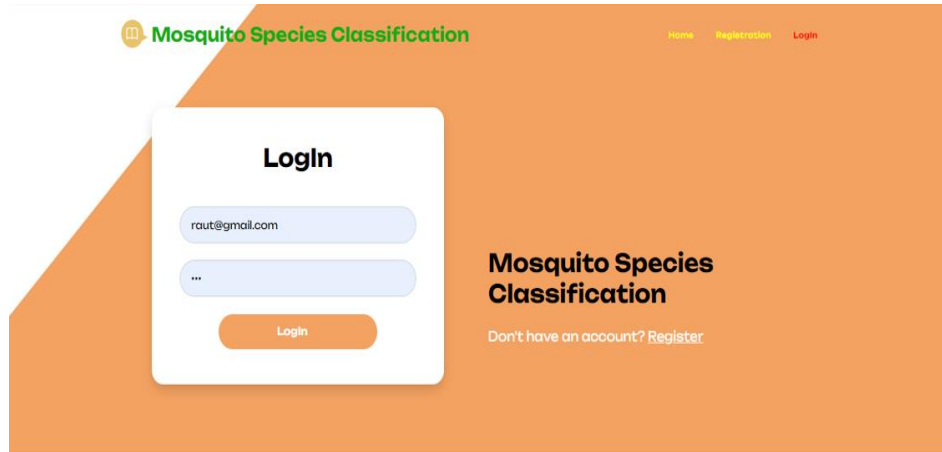 Mosquito Species Classification
Home Registration Login
LogIn
raut@gmail.com
•••
LogIn
Mosquito Species
Classification
Don't have an account? Register